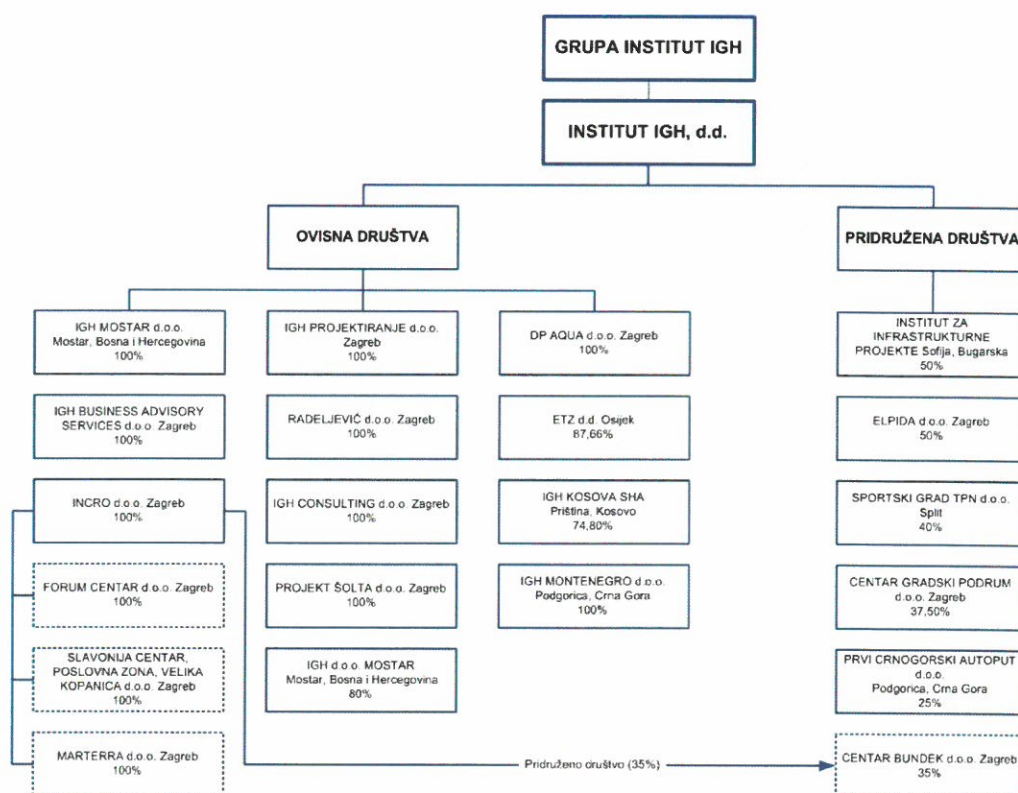 GRUPA INSTITUT IGH
INSTITUT IGH, d.d.
OVISNA DRUŠTVA
PRIDRUŽENA DRUŠTVA
IGH MOSTAR d.o.o.
Mostar, Bosna i Hercegovina
100%
IGH BUSINESS ADVISORY
SERVICES d.o.o. Zagreb
100%
INCRO d.o.o. Zagreb
100%
FORUM CENTAR d.o.o. Zagreb
100%
SLAVONIJA CENTAR,
POSLOVNA ZONA, VELIKA
KOPANICA d.o.o. Zagreb
100%
MARTERRA d.o.o. Zagreb
100%
IGH PROJEKTIRANJE d.o.o.
Zagreb
100%
RADELJEVIĆ d.o.o. Zagreb
100%
IGH CONSULTING d.o.o. Zagreb
100%
PROJEKT ŠOLTA d.o.o. Zagreb
100%
IGH d.o.o. MOSTAR
Mostar, Bosna i Hercegovina
80%
DP AQUA d.o.o. Zagreb
100%
ETZ d.d. Osijek
87,66%
IGH KOSOVA SHA
Priština, Kosovo
74,80%
IGH MONTENEGRO d.o.o.
Podgorica, Crna Gora
100%
INSTITUT ZA
INFRASTRUKTURNE
PROJEKTE Sofija, Bugarska
50%
ELPIDA d.o.o. Zagreb
50%
SPORTSKI GRAD TPN d.o.o.
Split
40%
CENTAR GRADSKI PODRUM
d.o.o. Zagreb
37,50%
PRVI CRNOGORSKI AUTOPUT
d.o.o.
Podgorica, Crna Gora
25%
Pridruženo društvo (35%)
CENTAR BUNDEK d.o.o. Zagreb
35%